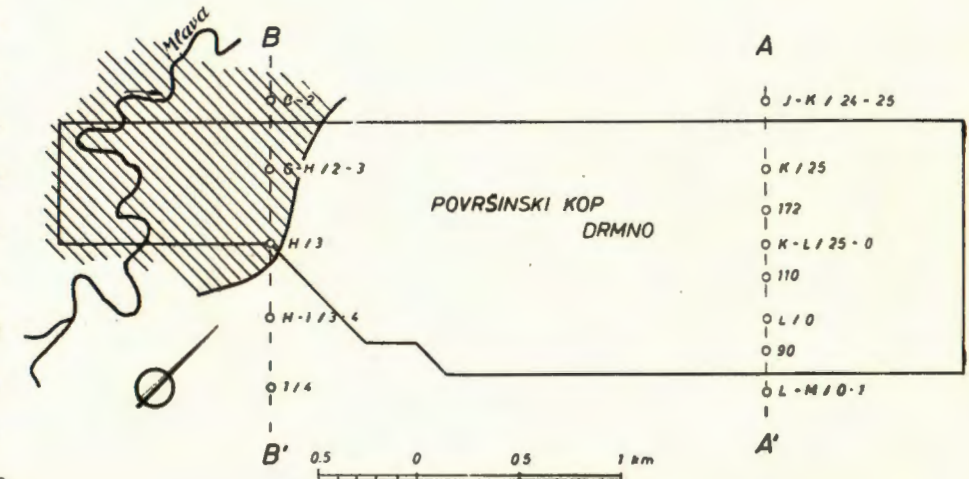 Mlava
B
A
G-2
J-K / 24-25
G-H / 2-3
K / 25
POVRŠINSKI KOP
DRMNO
172
H / 3
K-L / 25-0
110
H-I / 3-4
L / 0
90
I / 4
L-M / 0-1
B'
A'
0.5 0 0.5 1 km